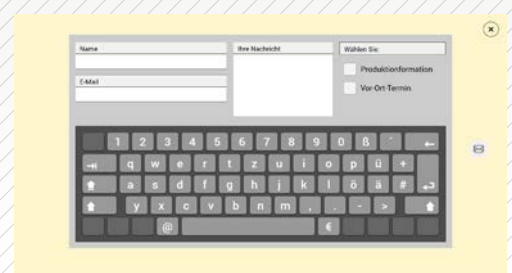 Name
Ihre Nachricht
Wählen Sie:
E-Mail
Produktionformation
Vor-Ort-Termin
1 2 3 4 5 6 7 8 9 0 ß ´
q w e r t z u i o p ü +
a s d f g h j k l ö ä #
y x c v b n m , . - >
@ €